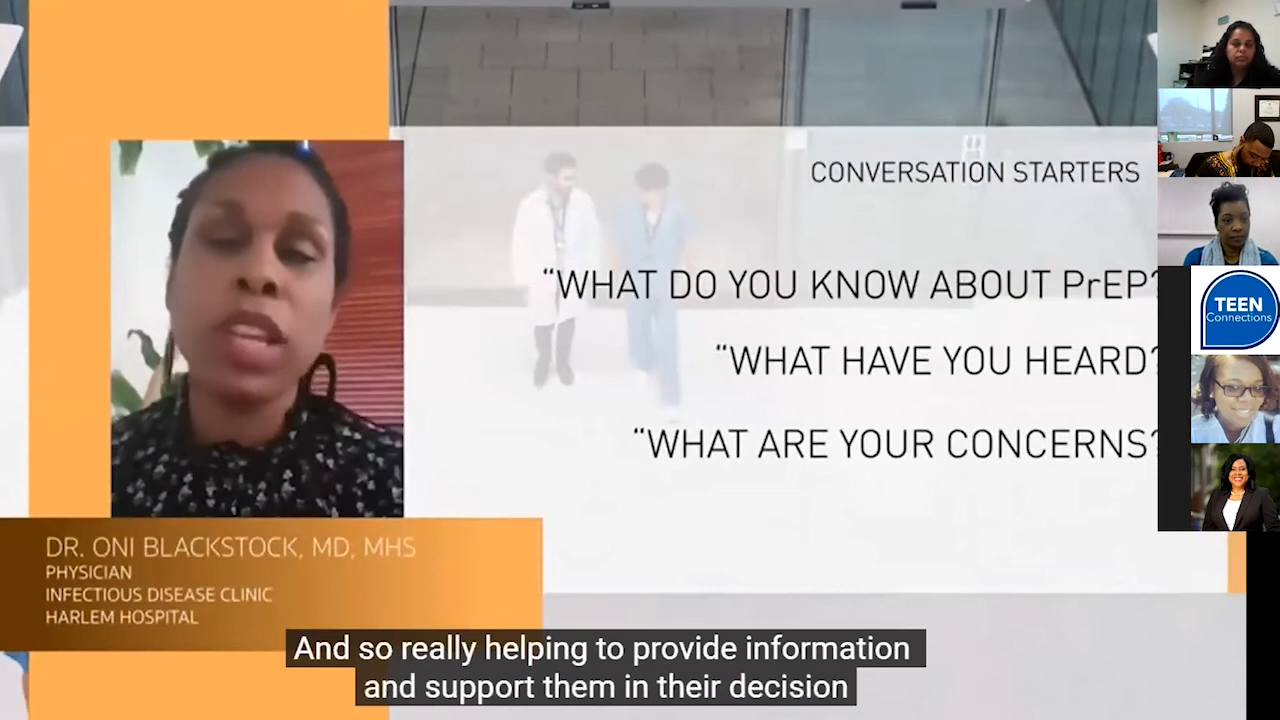 CONVERSATION STARTERS
“WHAT DO YOU KNOW ABOUT PrEP?
“WHAT HAVE YOU HEARD?
“WHAT ARE YOUR CONCERNS?
TEEN
Connections
DR. ONI BLACKSTOCK, MD, MHS
PHYSICIAN
INFECTIOUS DISEASE CLINIC
HARLEM HOSPITAL
And so really helping to provide information
and support them in their decision